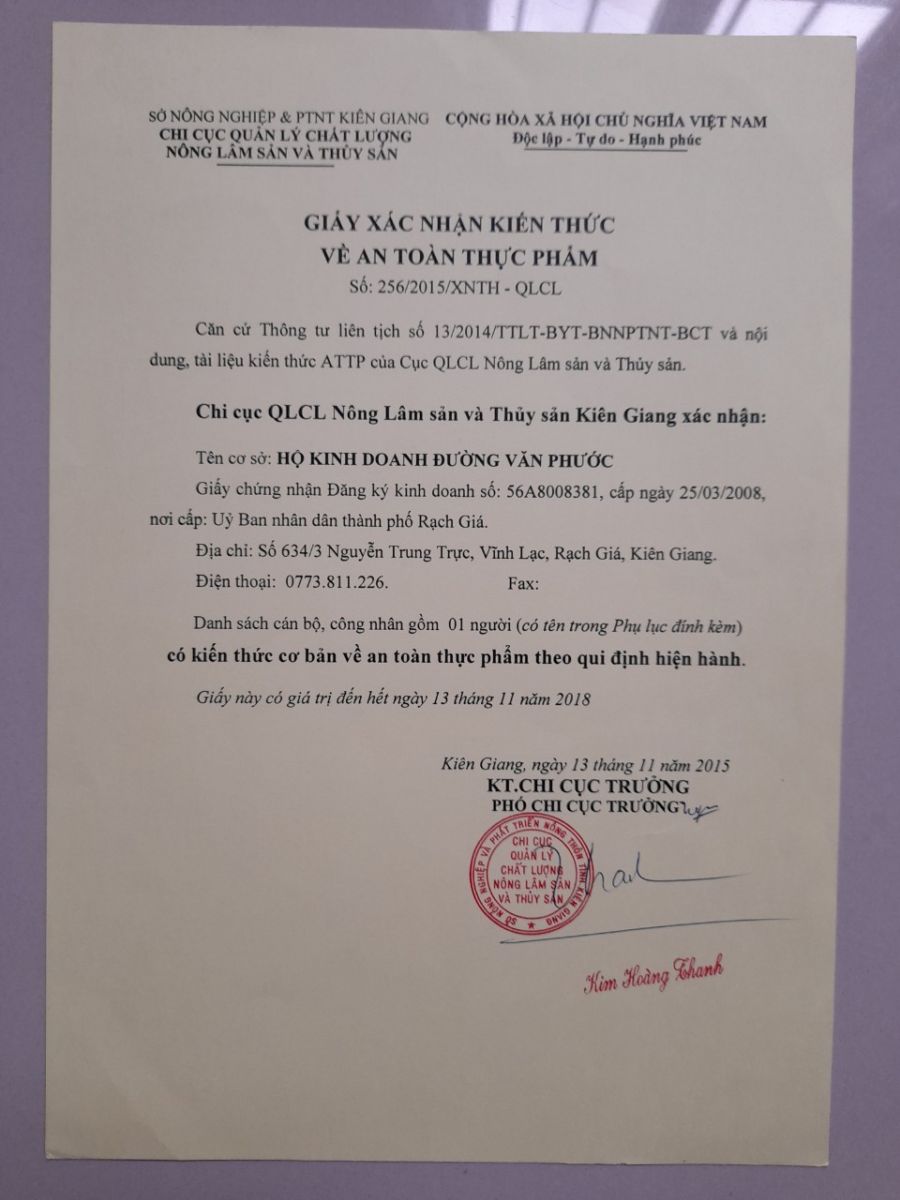 SỞ NÔNG NGHIỆP & PTNT KIÊN GIANG
CHI CỤC QUẢN LÝ CHẤT LƯỢNG
NÔNG LÂM SẢN VÀ THỦY SẢN
CỘNG HÒA XÃ HỘI CHỦ NGHĨA VIỆT NAM
Độc lập - Tự do - Hạnh phúc
GIẤY XÁC NHẬN KIẾN THỨC
VỀ AN TOÀN THỰC PHẨM
Số: 256/2015/XNTH - QLCL
Căn cứ Thông tư liên tịch số 13/2014/TTLT-BYT-BNNPTNT-BCT và nội
dung, tài liệu kiến thức ATTP của Cục QLCL Nông Lâm sản và Thủy sản.
Chi cục QLCL Nông Lâm sản và Thủy sản Kiên Giang xác nhận:
Tên cơ sở: HỘ KINH DOANH ĐƯỜNG VĂN PHƯỚC
Giấy chứng nhận Đăng ký kinh doanh số: 56A8008381, cấp ngày 25/03/2008,
nơi cấp: Uỷ Ban nhân dân thành phố Rạch Giá.
Địa chỉ: Số 634/3 Nguyễn Trung Trực, Vĩnh Lạc, Rạch Giá, Kiên Giang.
Điện thoại: 0773.811.226. Fax:
Danh sách cán bộ, công nhân gồm 01 người (có tên trong Phụ lục đính kèm)
có kiến thức cơ bản về an toàn thực phẩm theo qui định hiện hành.
Giấy này có giá trị đến hết ngày 13 tháng 11 năm 2018
Kiên Giang, ngày 13 tháng 11 năm 2015
KT.CHI CỤC TRƯỞNG
PHÓ CHI CỤC TRƯỞNG
SỞ NÔNG NGHIỆP VÀ PHÁT TRIỂN NÔNG THÔN TỈNH KIÊN GIANG
CHI CỤC
QUẢN LÝ
CHẤT LƯỢNG
NÔNG LÂM SẢN
VÀ THỦY SẢN
Kim Hoàng Thanh